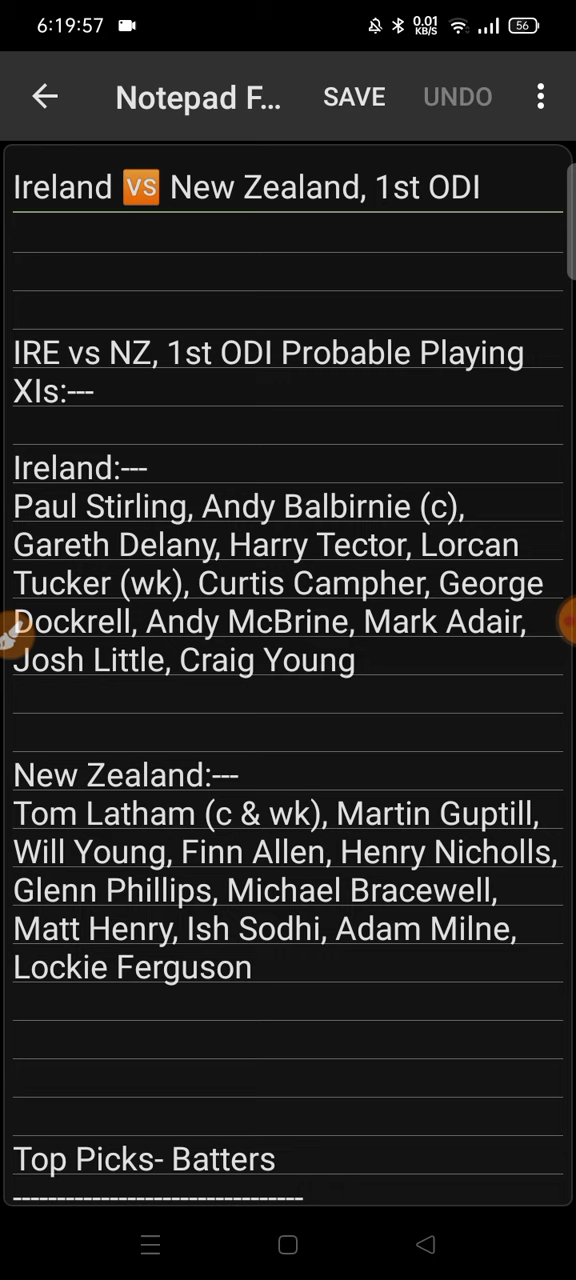 6:19:57 0.01 KB/S 56
Notepad F... SAVE UNDO
Ireland 🆚 New Zealand, 1st ODI
IRE vs NZ, 1st ODI Probable Playing
XIs:---
Ireland:---
Paul Stirling, Andy Balbirnie (c),
Gareth Delany, Harry Tector, Lorcan
Tucker (wk), Curtis Campher, George
Dockrell, Andy McBrine, Mark Adair,
Josh Little, Craig Young
New Zealand:---
Tom Latham (c & wk), Martin Guptill,
Will Young, Finn Allen, Henry Nicholls,
Glenn Phillips, Michael Bracewell,
Matt Henry, Ish Sodhi, Adam Milne,
Lockie Ferguson
Top Picks- Batters
---------------------------------